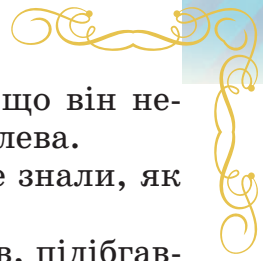 що він не-
лева.
знали, як
підібгав-